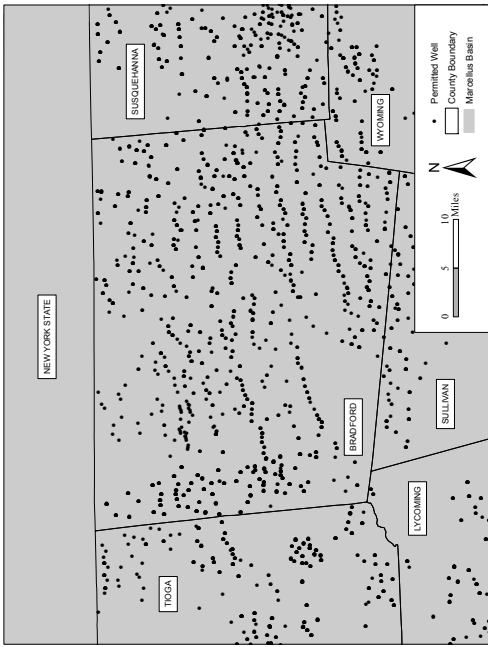 NEW YORK STATE
SUSQUEHANNA
TIOGA
BRADFORD
WYOMING
SULLIVAN
LYCOMING
Permitted Well
County Boundary
Marcellus Basin
N
0 5 10
Miles